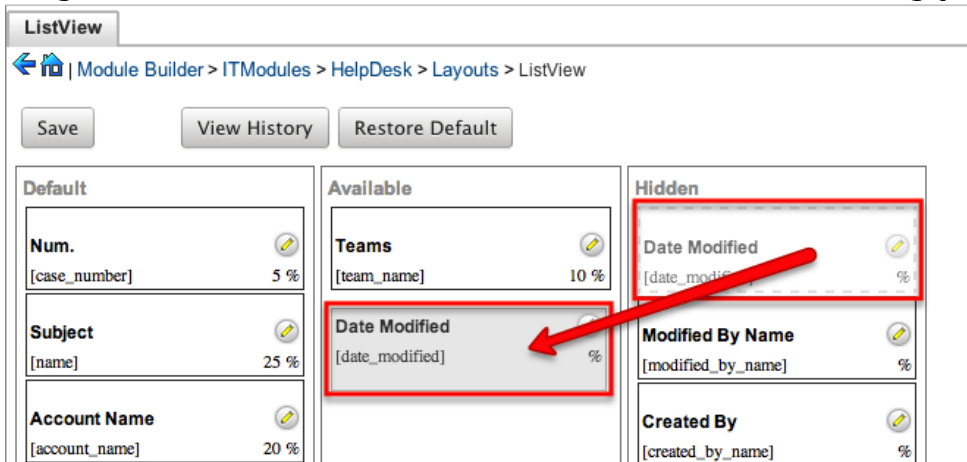 ListView
| Module Builder > ITModules > HelpDesk > Layouts > ListView
Save View History Restore Default
Default
Num.
[case_number] 5 %
Subject
[name] 25 %
Account Name
[account_name] 20 %
Available
Teams
[team_name] 10 %
Date Modified
[date_modified] %
Hidden
Date Modified
%
Modified By Name
[modified_by_name] %
Created By
[created_by_name] %